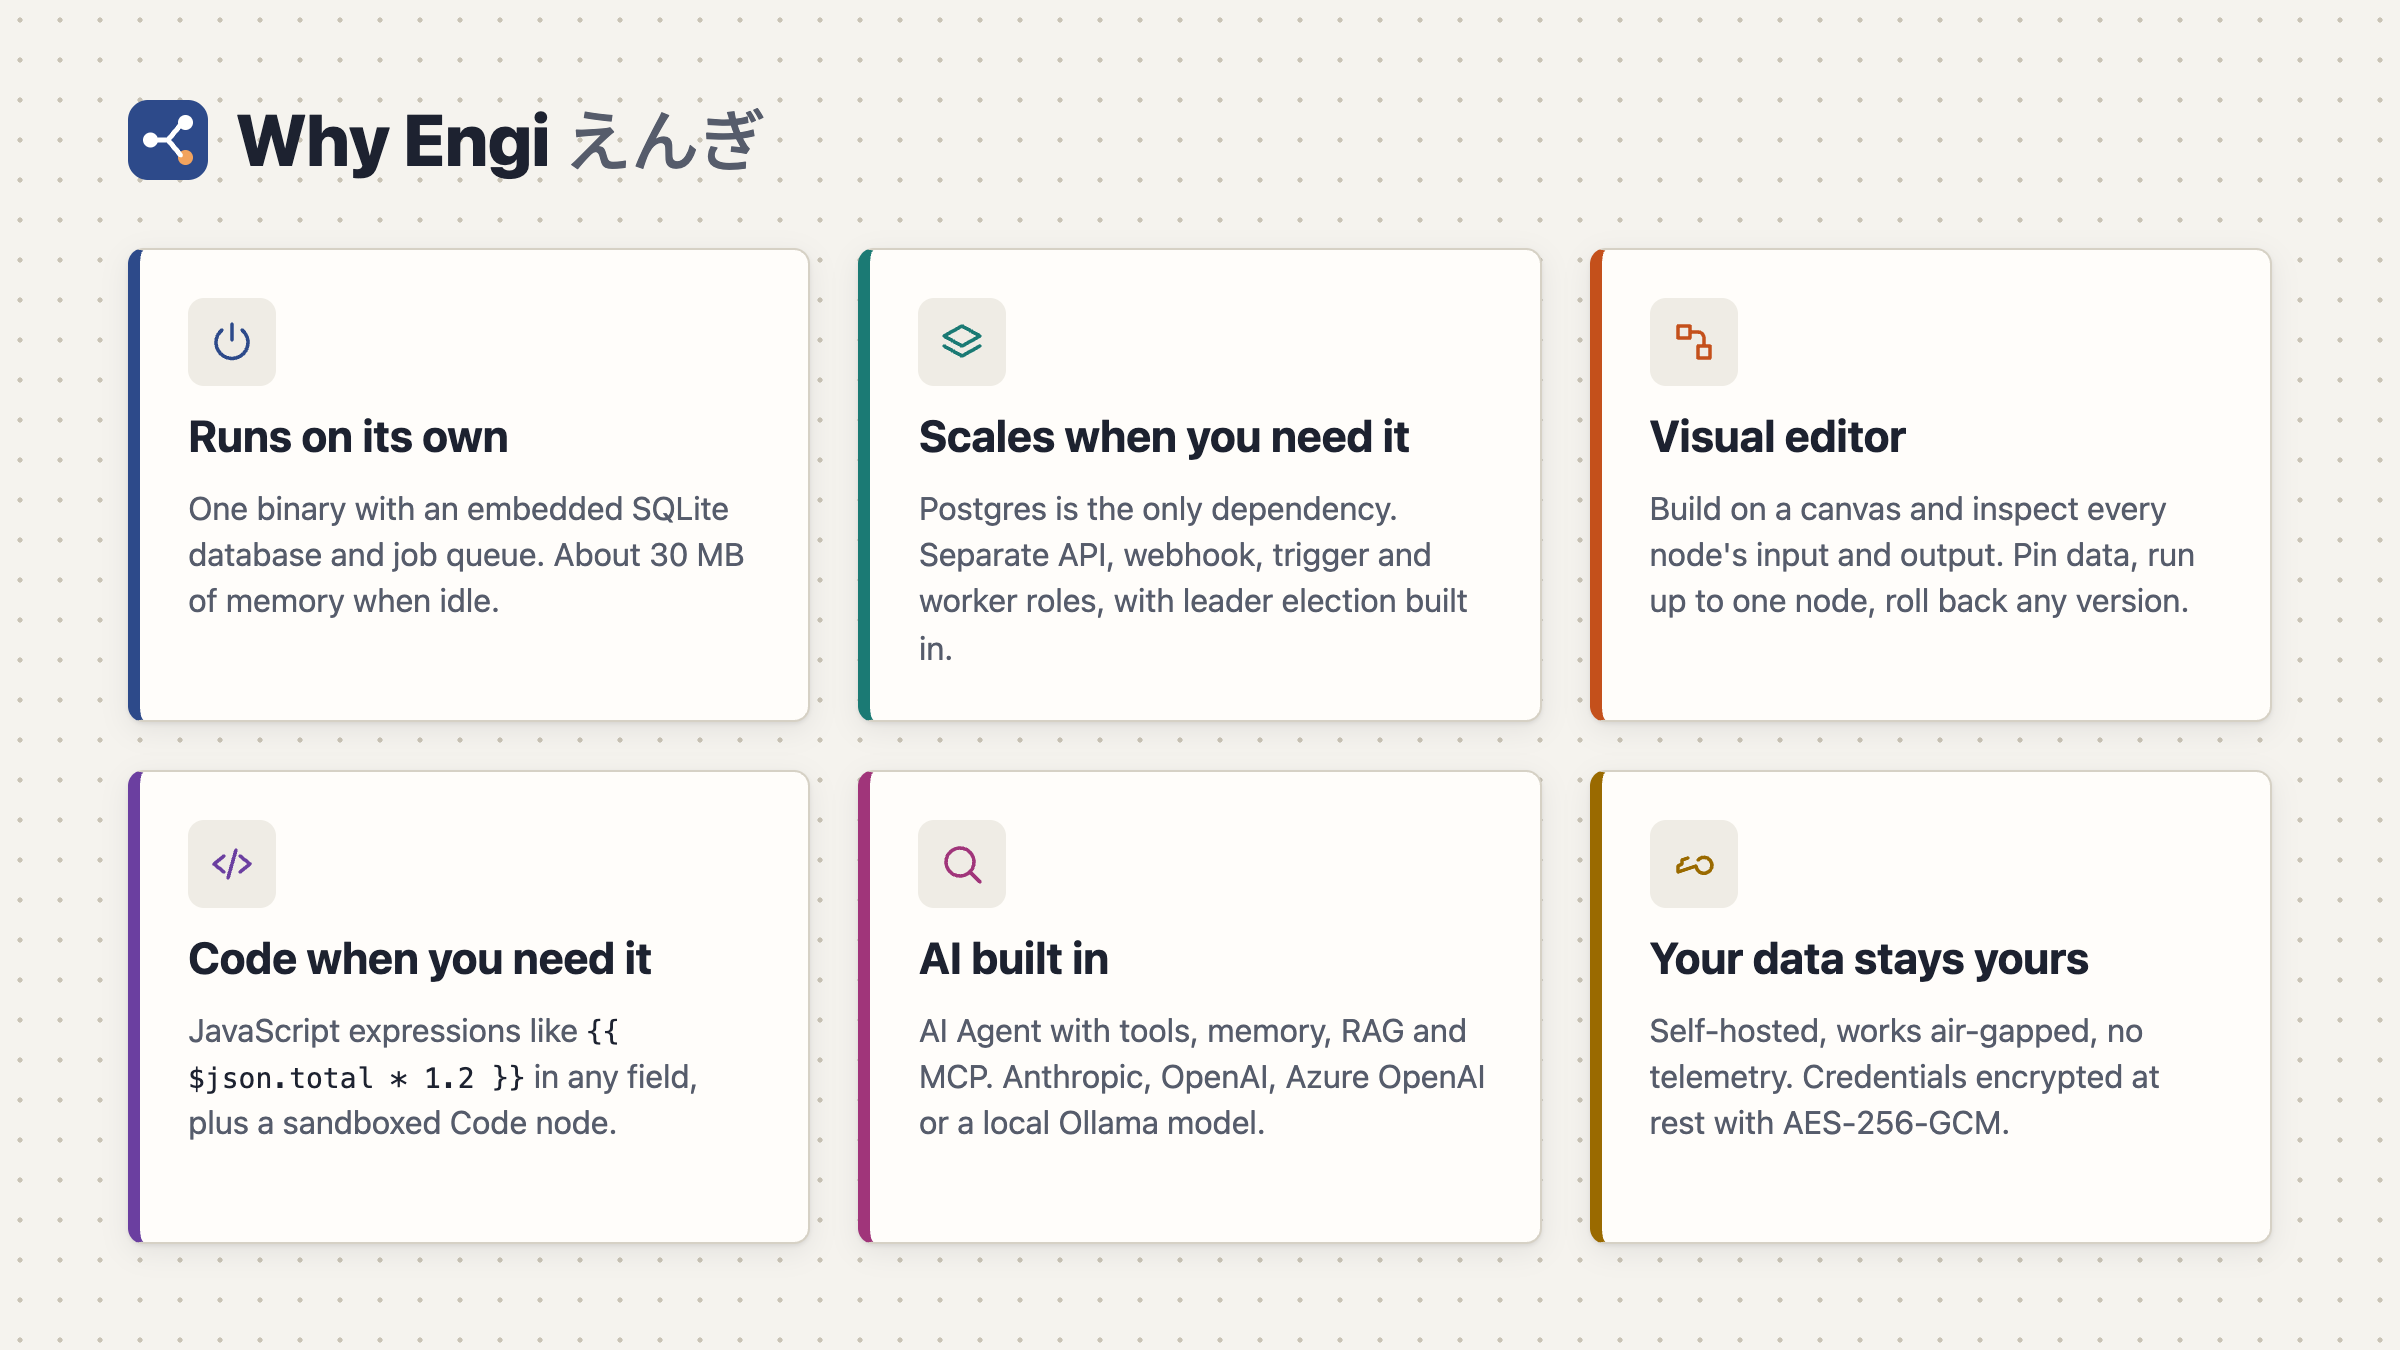 Why Engi えんぎ
Runs on its own
One binary with an embedded SQLite
database and job queue. About 30 MB
of memory when idle.
Scales when you need it
Postgres is the only dependency.
Separate API, webhook, trigger and
worker roles, with leader election built
in.
Visual editor
Build on a canvas and inspect every
node's input and output. Pin data, run
up to one node, roll back any version.
Code when you need it
JavaScript expressions like {{
$json.total * 1.2 }} in any field,
plus a sandboxed Code node.
AI built in
AI Agent with tools, memory, RAG and
MCP. Anthropic, OpenAI, Azure OpenAI
or a local Ollama model.
Your data stays yours
Self-hosted, works air-gapped, no
telemetry. Credentials encrypted at
rest with AES-256-GCM.